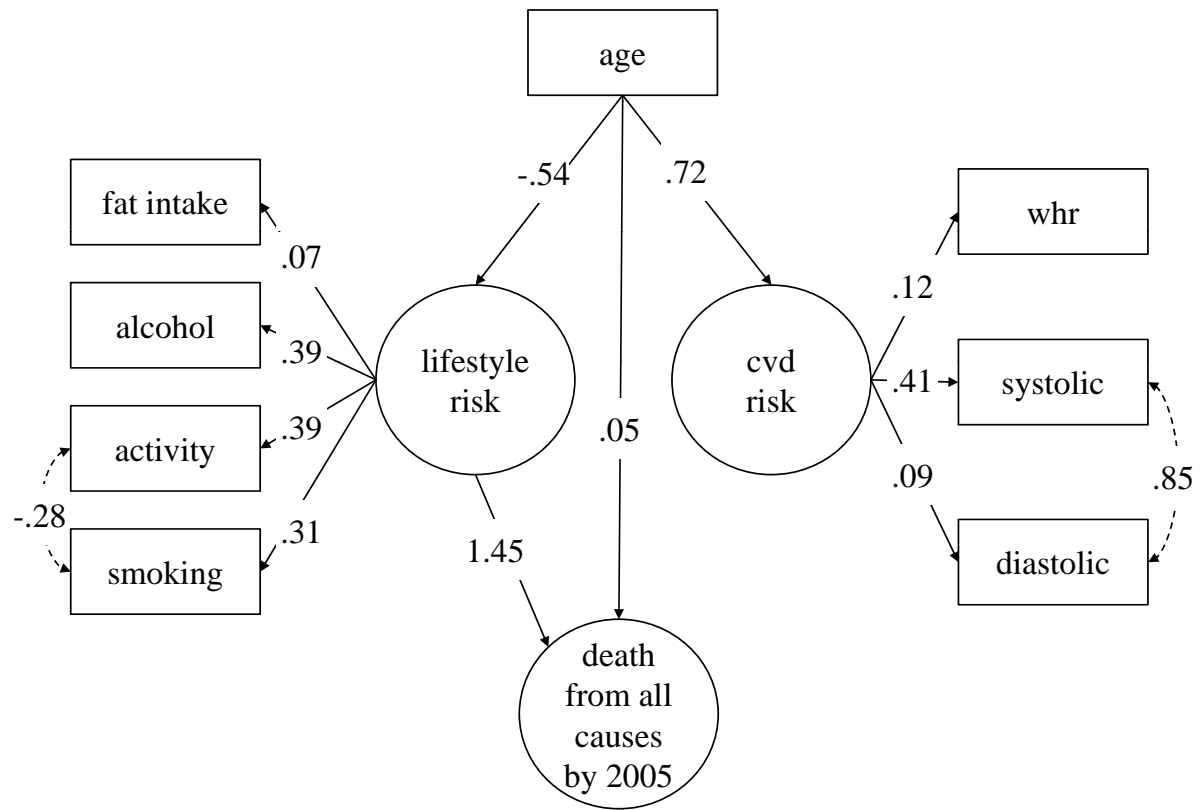 age
-.54
.72
fat intake
.07
alcohol
.39
activity
.39
-.28
smoking
.31
lifestyle
risk
cvd
risk
.12
whr
.41
systolic
.09
.85
diastolic
.05
1.45
death
from all
causes
by 2005